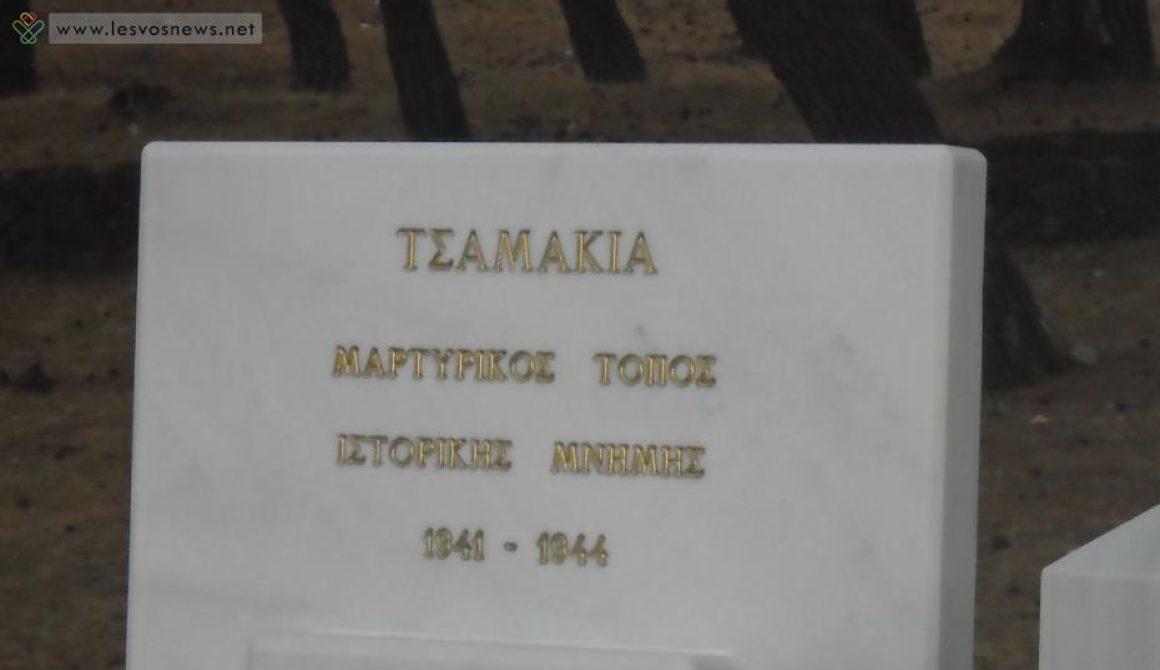 www.lesvosnews.net
ΤΣΑΜΑΚΙΑ
ΜΑΡΤΥΡΙΚΟΣ ΤΟΠΟΣ
ΙΣΤΟΡΙΚΗΣ ΜΝΗΜΗΣ
1941 - 1944